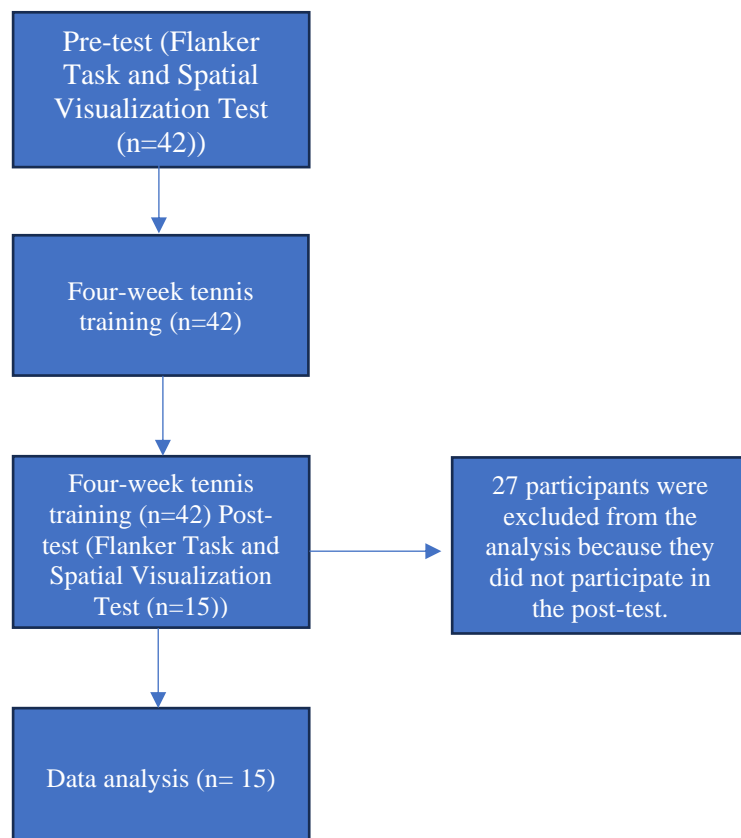 Pre-test (Flanker
Task and Spatial
Visualization Test
(n=42))
Four-week tennis
training (n=42)
Four-week tennis
training (n=42) Post-
test (Flanker Task and
Spatial Visualization
Test (n=15))
27 participants were
excluded from the
analysis because they
did not participate in
the post-test.
Data analysis (n= 15)